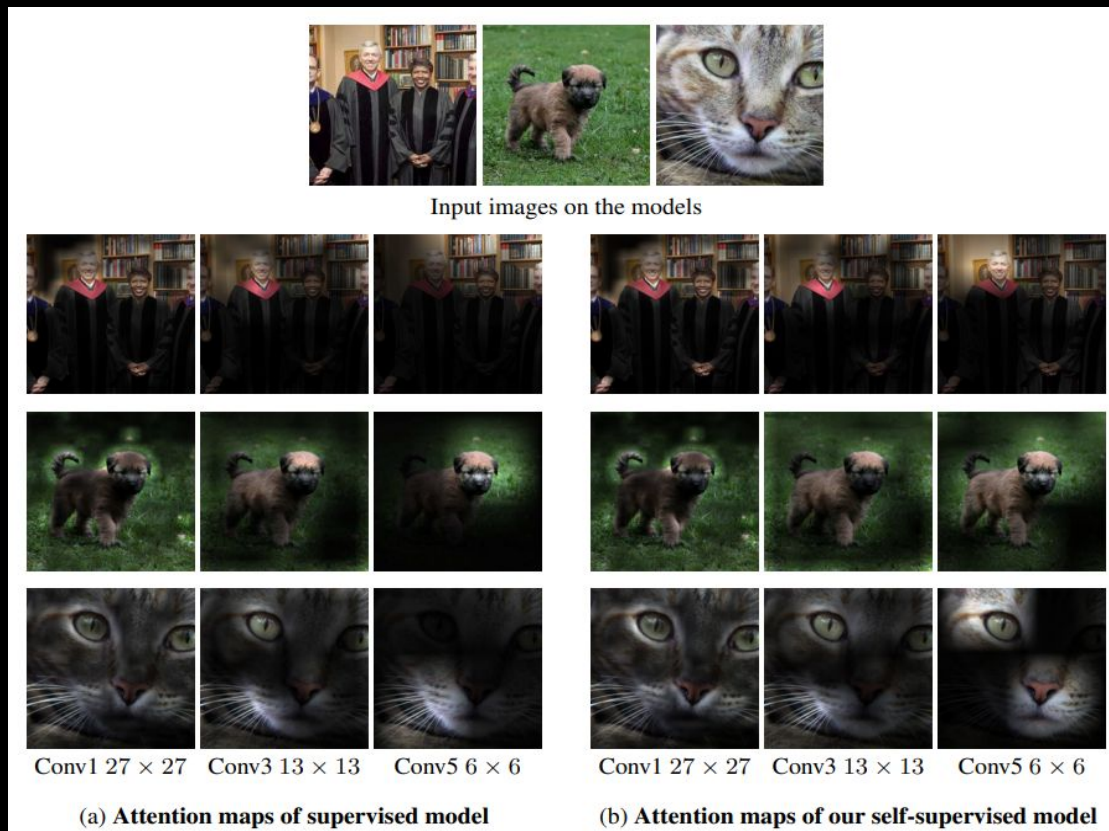 Input images on the models
Conv1 27 × 27 Conv3 13 × 13 Conv5 6 × 6
(a) Attention maps of supervised model
Conv1 27 × 27 Conv3 13 × 13 Conv5 6 × 6
(b) Attention maps of our self-supervised model